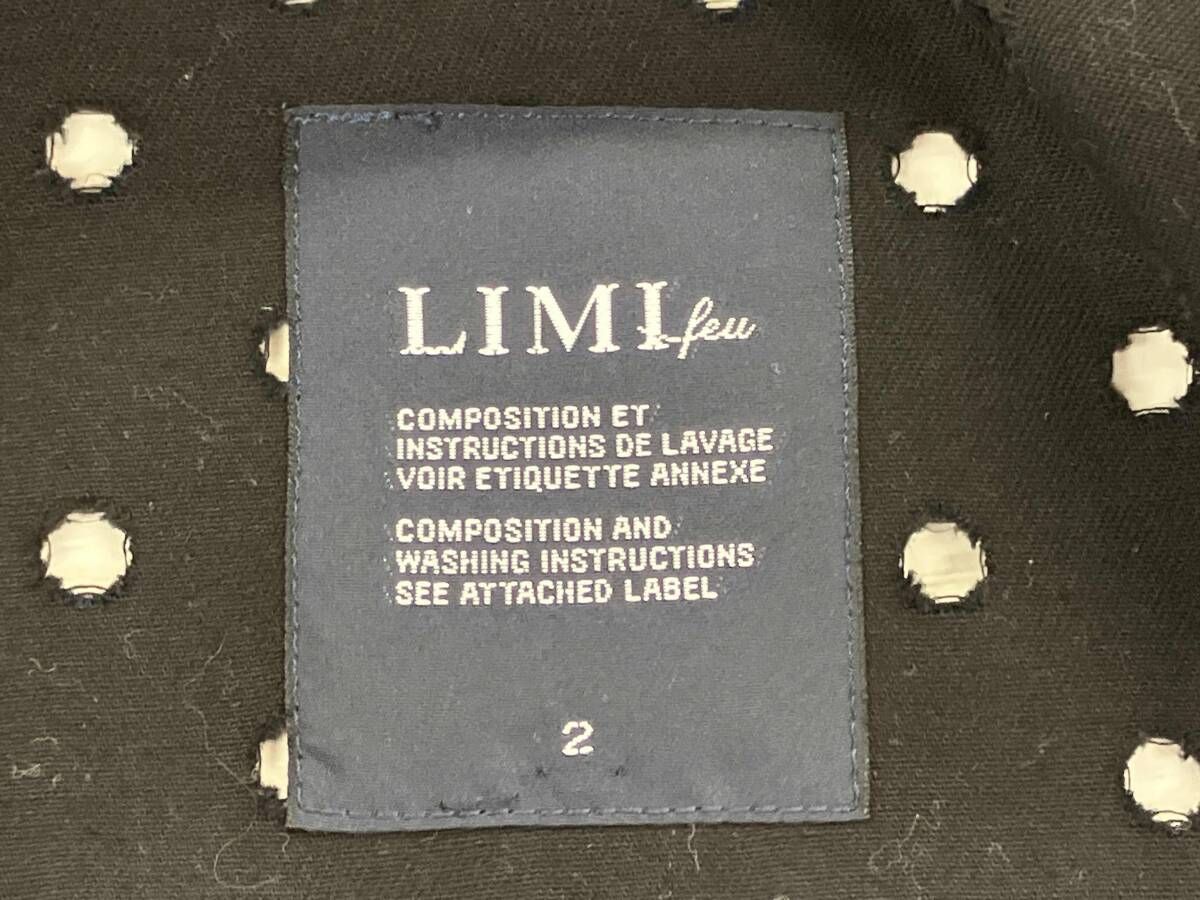 LIMI feu
COMPOSITION ET
INSTRUCTIONS DE LAVAGE
VOIR ETIQUETTE ANNEXE
COMPOSITION AND
WASHING INSTRUCTIONS
SEE ATTACHED LABEL
2